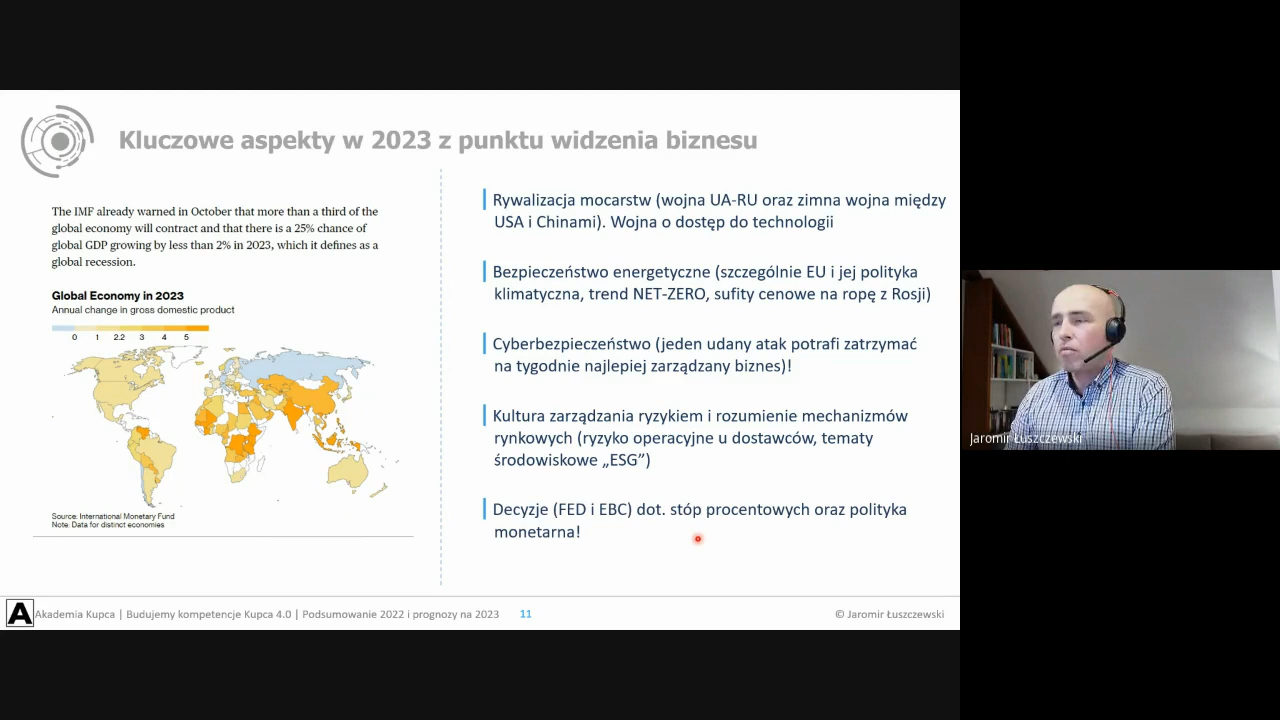 Kluczowe aspekty w 2023 z punktu widzenia biznesu
The IMF already warned in October that more than a third of the
global economy will contract and that there is a 25% chance of
global GDP growing by less than 2% in 2023, which it defines as a
global recession.
Global Economy in 2023
Annual change in gross domestic product
0 1 2.2 3 4 5
Source: International Monetary Fund
Note: Data for distinct economies
Rywalizacja mocarstw (wojna UA-RU oraz zimna wojna między
USA i Chinami). Wojna o dostęp do technologii
Bezpieczeństwo energetyczne (szczególnie EU i jej polityka
klimatyczna, trend NET-ZERO, sufity cenowe na ropę z Rosji)
Cyberbezpieczeństwo (jeden udany atak potrafi zatrzymać
na tygodnie najlepiej zarządzany biznes)!
Kultura zarządzania ryzykiem i rozumienie mechanizmów
rynkowych (ryzyko operacyjne u dostawców, tematy
środowiskowe „ESG”)
Decyzje (FED i EBC) dot. stóp procentowych oraz polityka
monetarna!
Jaromir Łuszczewski
A Akademia Kupca | Budujemy kompetencje Kupca 4.0 | Podsumowanie 2022 i prognozy na 2023 11 © Jaromir Łuszczewski